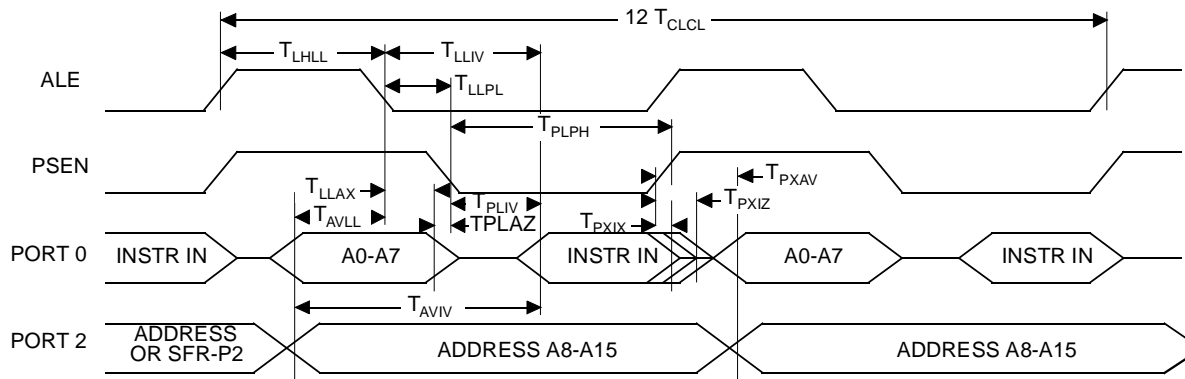 12 TCLCL
TLHLL
TLLIV
ALE
TLLPL
TPLPH
PSEN
TLLAX
TPLIV
TPXAV
TPXIZ
TAVLL
TPLAZ
TPXIX
PORT 0
INSTR IN
A0-A7
INSTR IN
A0-A7
INSTR IN
TAVIV
PORT 2
ADDRESS
OR SFR-P2
ADDRESS A8-A15
ADDRESS A8-A15